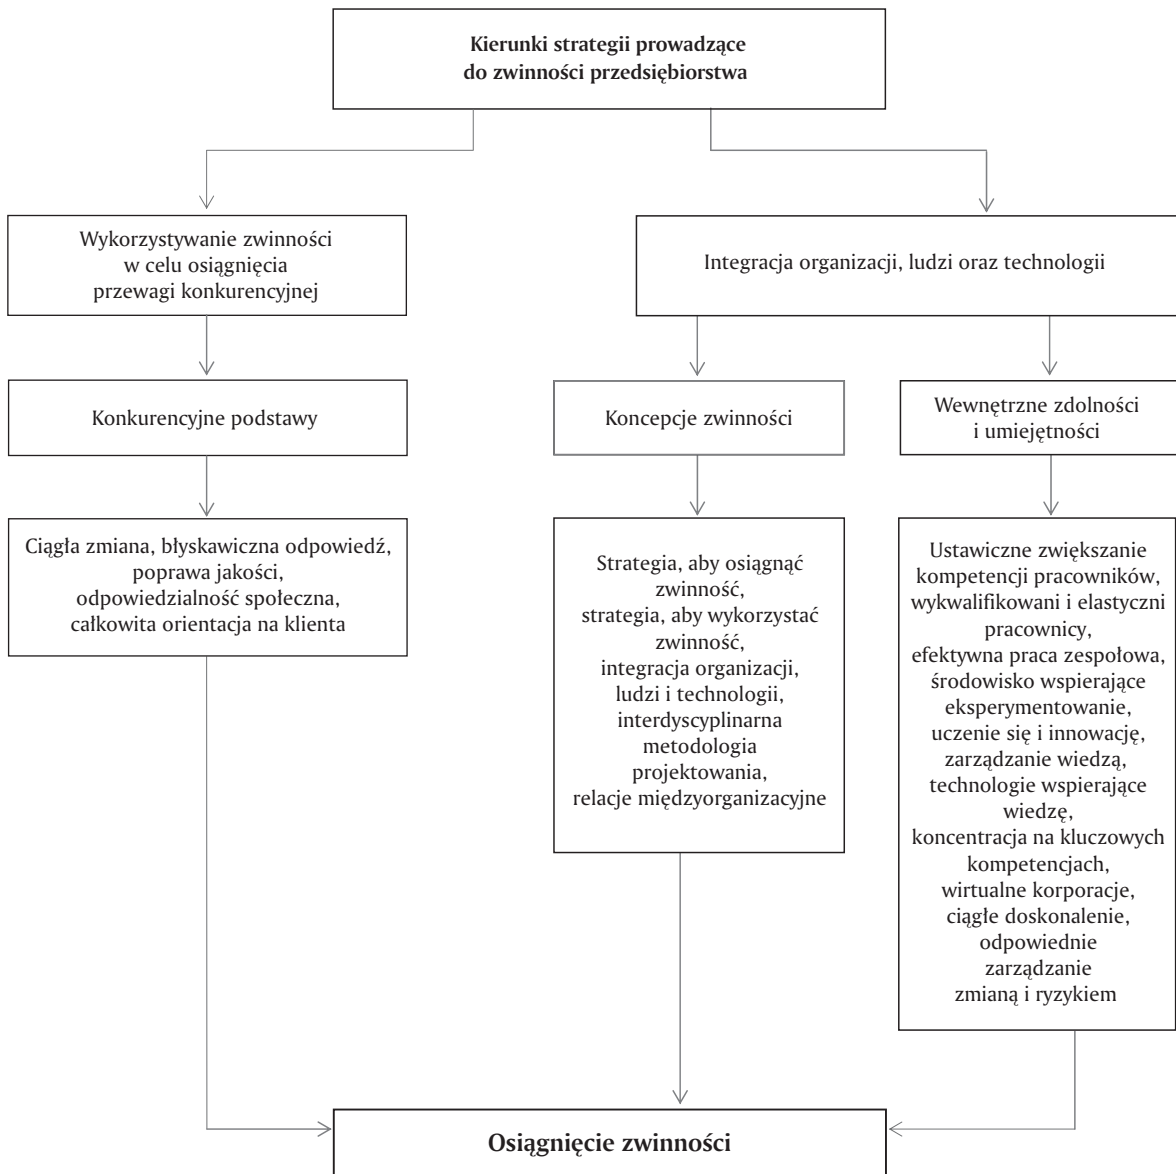 Kierunki strategii prowadzące
do zwinności przedsiębiorstwa
Wykorzystywanie zwinności
w celu osiągnięcia
przewagi konkurencyjnej
Integracja organizacji, ludzi oraz technologii
Konkurencyjne podstawy
Koncepcje zwinności
Wewnętrzne zdolności
i umiejętności
Ciągła zmiana, błyskawiczna odpowiedź,
poprawa jakości,
odpowiedzialność społeczna,
całkowita orientacja na klienta
Strategia, aby osiągnąć
zwinność,
strategia, aby wykorzystać
zwinność,
integracja organizacji,
ludzi i technologii,
interdyscyplinarna
metodologia
projektowania,
relacje międzyorganizacyjne
Ustawiczne zwiększanie
kompetencji pracowników,
wykwalifikowani i elastyczni
pracownicy,
efektywna praca zespołowa,
środowisko wspierające
eksperymentowanie,
uczenie się i innowację,
zarządzanie wiedzą,
technologie wspierające
wiedzę,
koncentracja na kluczowych
kompetencjach,
wirtualne korporacje,
ciągłe doskonalenie,
odpowiednie
zarządzanie
zmianą i ryzykiem
Osiągnięcie zwinności